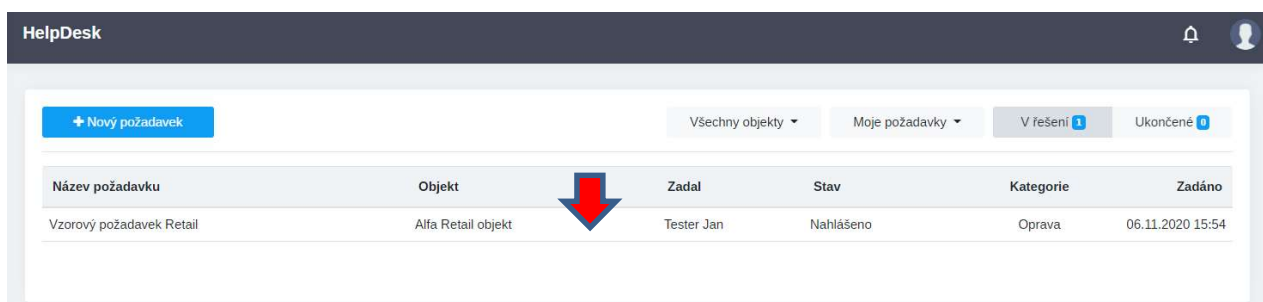 HelpDesk
+ Nový požadavek
Všechny objekty
Moje požadavky
V řešení 1
Ukončené 0
Název požadavku Objekt Zadal Stav Kategorie Zadáno
Vzorový požadavek Retail Alfa Retail objekt Tester Jan Nahlášeno Oprava 06.11.2020 15:54